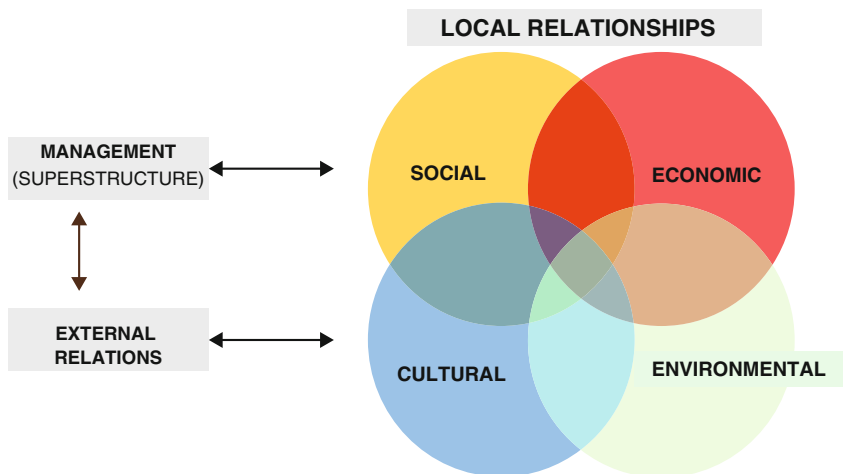 LOCAL RELATIONSHIPS
MANAGEMENT
(SUPERSTRUCTURE)
SOCIAL
ECONOMIC
EXTERNAL
RELATIONS
CULTURAL
ENVIRONMENTAL